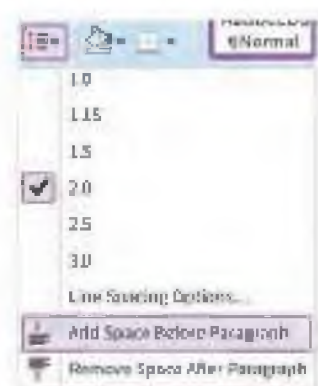 ¶Normal
1.0
1.15
1.5
2.0
2.5
3.0
Line Spacing Options...
Add Space Before Paragraph
Remove Space After Paragraph